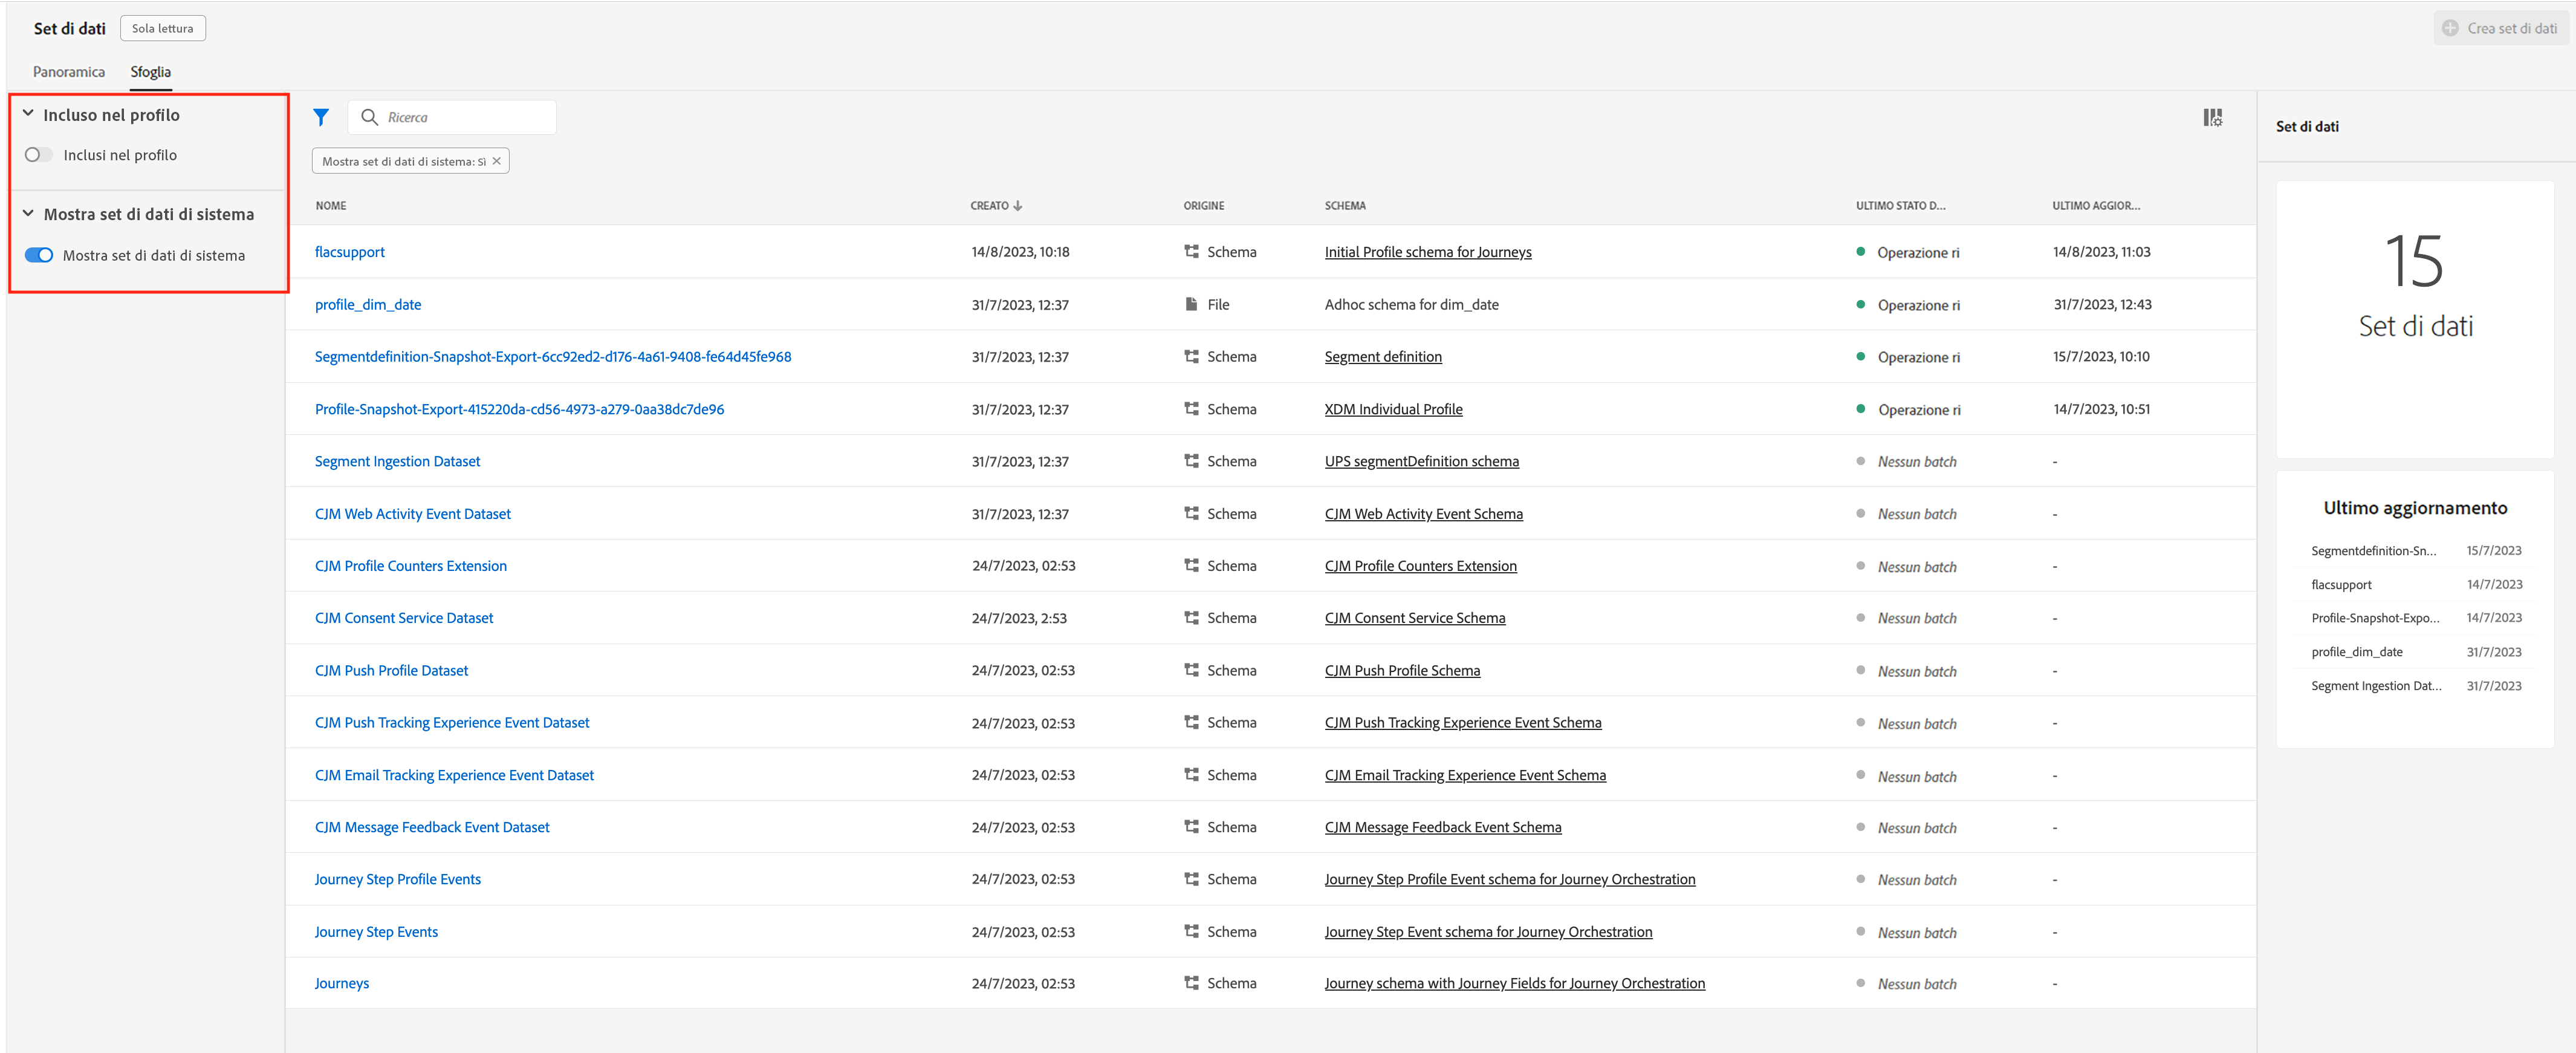 Set di dati Sola lettura Crea set di dati
Panoramica Sfoglia
Incluso nel profilo
Inclusi nel profilo
Mostra set di dati di sistema
Mostra set di dati di sistema
Ricerca
Mostra set di dati di sistema: Sì
NOME CREATO ORIGINE SCHEMA ULTIMO STATO D... ULTIMO AGGIOR...
flacsupport 14/8/2023, 10:18 Schema Initial Profile schema for Journeys Operazione ri 14/8/2023, 11:03
profile_dim_date 31/7/2023, 12:37 File Adhoc schema for dim_date Operazione ri 31/7/2023, 12:43
Segmentdefinition-Snapshot-Export-6cc92ed2-d176-4a61-9408-fe64d45fe968 31/7/2023, 12:37 Schema Segment definition Operazione ri 15/7/2023, 10:10
Profile-Snapshot-Export-415220da-cd56-4973-a279-0aa38dc7de96 31/7/2023, 12:37 Schema XDM Individual Profile Operazione ri 14/7/2023, 10:51
Segment Ingestion Dataset 31/7/2023, 12:37 Schema UPS segmentDefinition schema Nessun batch -
CJM Web Activity Event Dataset 31/7/2023, 12:37 Schema CJM Web Activity Event Schema Nessun batch -
CJM Profile Counters Extension 24/7/2023, 02:53 Schema CJM Profile Counters Extension Nessun batch -
CJM Consent Service Dataset 24/7/2023, 2:53 Schema CJM Consent Service Schema Nessun batch -
CJM Push Profile Dataset 24/7/2023, 02:53 Schema CJM Push Profile Schema Nessun batch -
CJM Push Tracking Experience Event Dataset 24/7/2023, 02:53 Schema CJM Push Tracking Experience Event Schema Nessun batch -
CJM Email Tracking Experience Event Dataset 24/7/2023, 02:53 Schema CJM Email Tracking Experience Event Schema Nessun batch -
CJM Message Feedback Event Dataset 24/7/2023, 02:53 Schema CJM Message Feedback Event Schema Nessun batch -
Journey Step Profile Events 24/7/2023, 02:53 Schema Journey Step Profile Event schema for Journey Orchestration Nessun batch -
Journey Step Events 24/7/2023, 02:53 Schema Journey Step Event schema for Journey Orchestration Nessun batch -
Journeys 24/7/2023, 02:53 Schema Journey schema with Journey Fields for Journey Orchestration Nessun batch -
Set di dati
15
Set di dati
Ultimo aggiornamento
Segmentdefinition-Sn... 15/7/2023
flacsupport 14/7/2023
Profile-Snapshot-Expo... 14/7/2023
profile_dim_date 31/7/2023
Segment Ingestion Dat... 31/7/2023